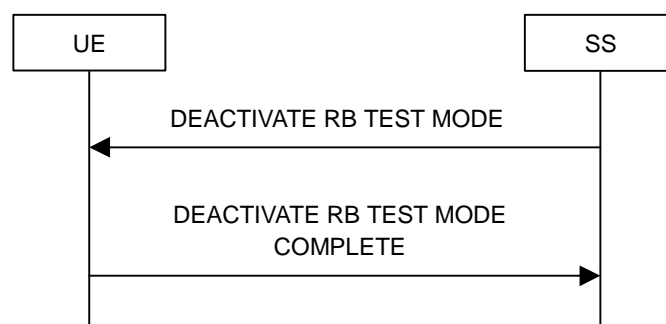 UE
SS
DEACTIVATE RB TEST MODE
DEACTIVATE RB TEST MODE
COMPLETE